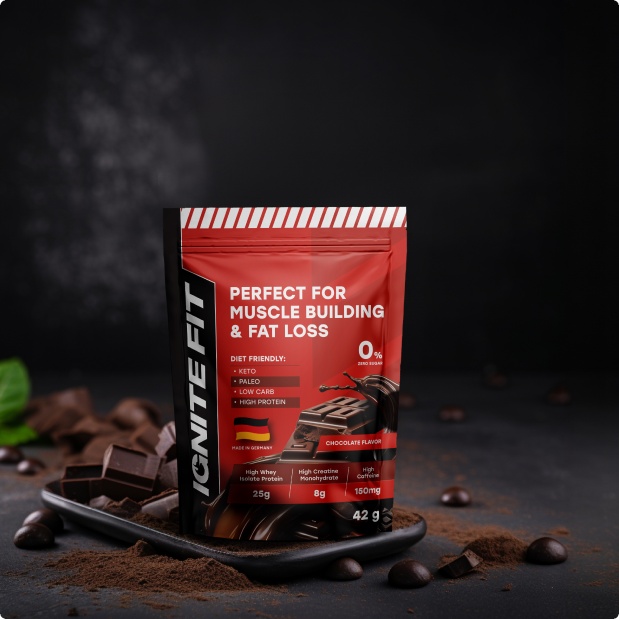 IGNITE FIT
PERFECT FOR
MUSCLE BUILDING
& FAT LOSS
DIET FRIENDLY:
• KETO
• PALEO
• LOW CARB
• HIGH PROTEIN
0%
ZERO SUGAR
MADE IN GERMANY
CHOCOLATE FLAVOR
High Whey
Isolate Protein
25g
High Creatine
Monohydrate
8g
High
Caffeine
150mg
42 g